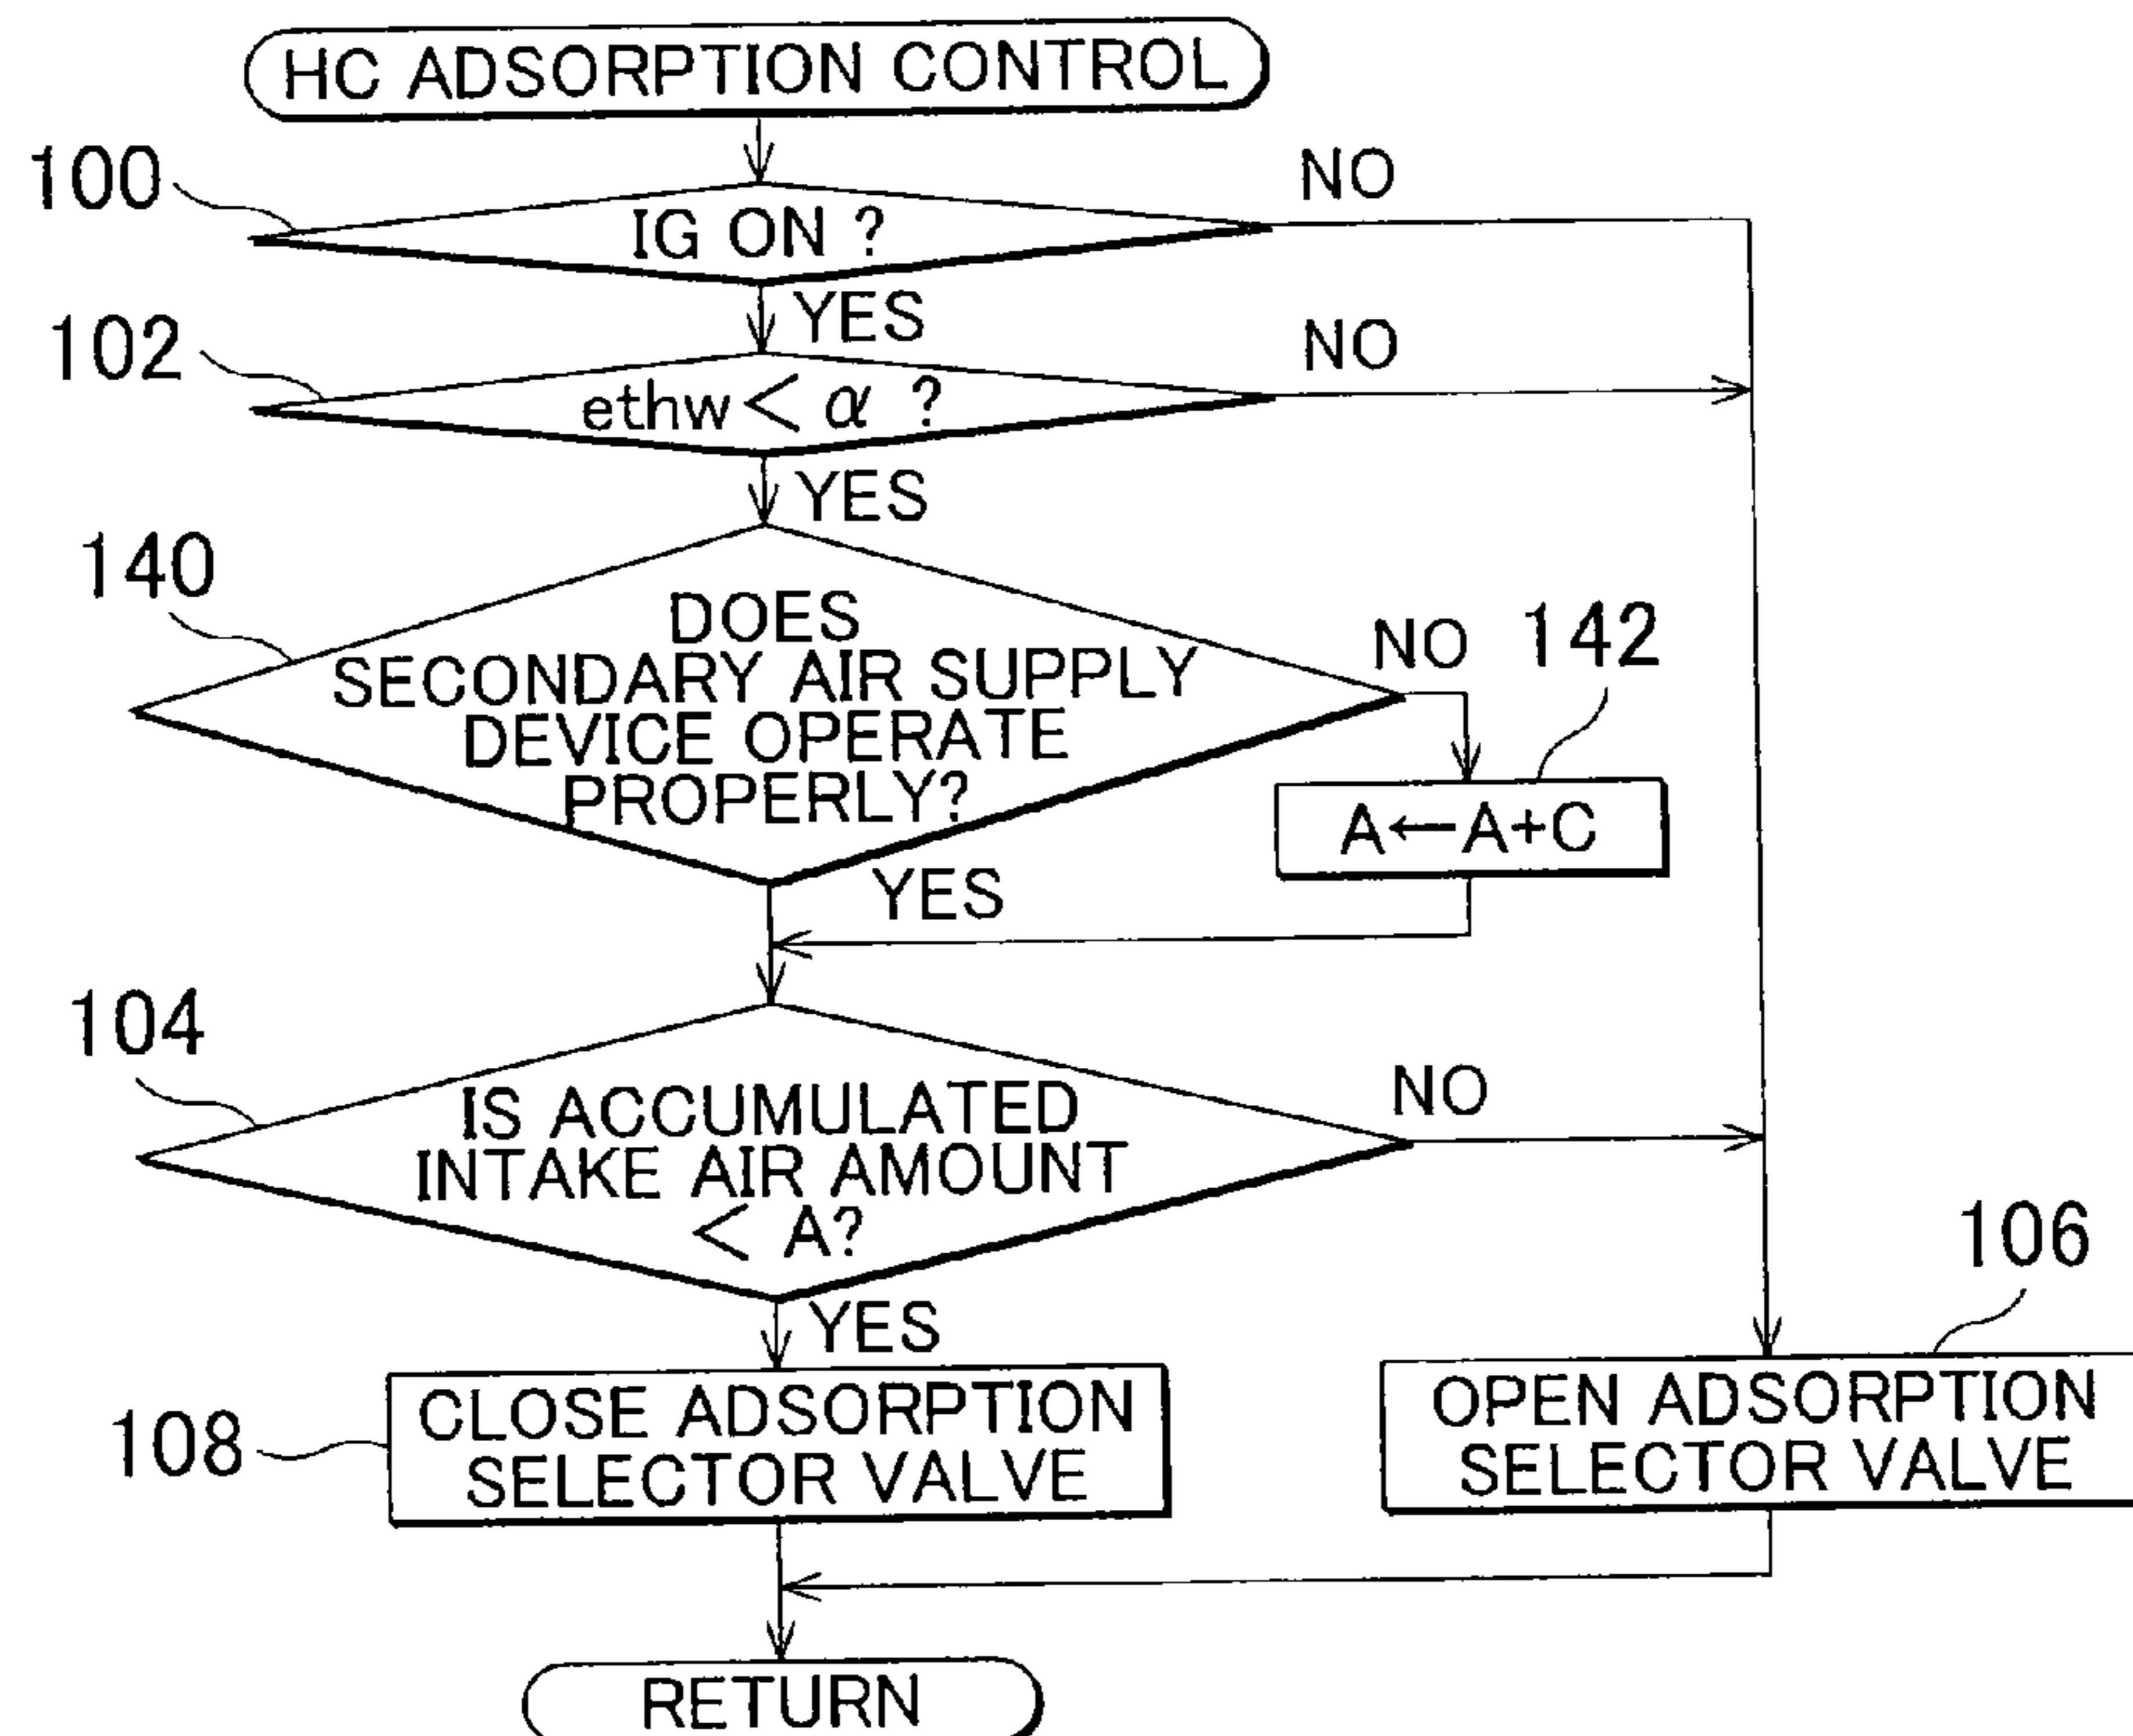 HC ADSORPTION CONTROL
100
IG ON ?
NO
YES
102
ethw < α ?
NO
YES
140
DOES
SECONDARY AIR SUPPLY
DEVICE OPERATE
PROPERLY?
NO
142
A←A+C
YES
104
IS ACCUMULATED
INTAKE AIR AMOUNT
< A?
NO
YES
106
OPEN ADSORPTION
SELECTOR VALVE
108
CLOSE ADSORPTION
SELECTOR VALVE
RETURN